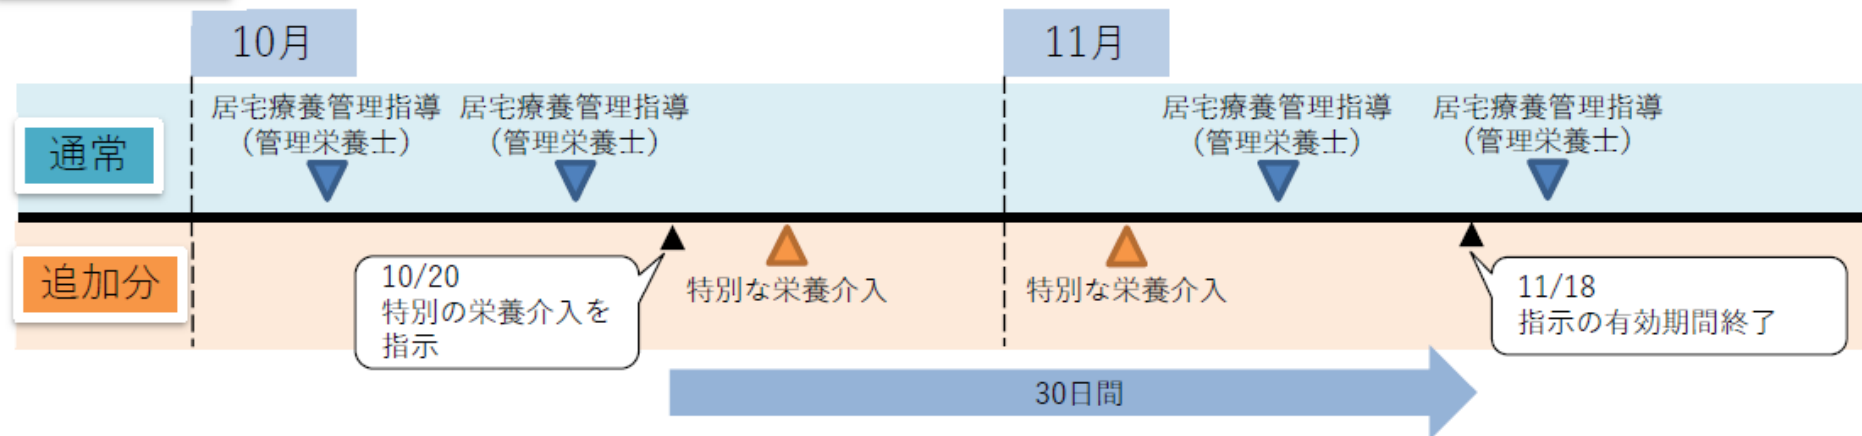 10月
11月
通常
居宅療養管理指導
(管理栄養士)
居宅療養管理指導
(管理栄養士)
居宅療養管理指導
(管理栄養士)
居宅療養管理指導
(管理栄養士)
追加分
10/20
特別の栄養介入を
指示
特別な栄養介入
特別な栄養介入
11/18
指示の有効期間終了
30日間